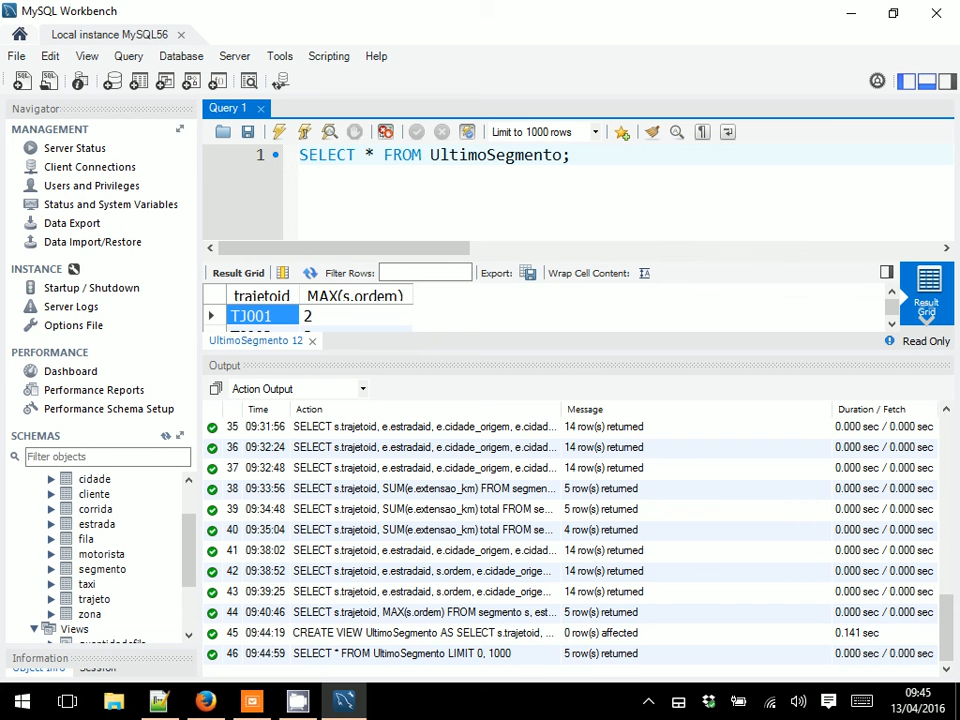 MySQL Workbench
Local instance MySQL56
File Edit View Query Database Server Tools Scripting Help
Navigator
MANAGEMENT
Server Status
Client Connections
Users and Privileges
Status and System Variables
Data Export
Data Import/Restore
INSTANCE
Startup / Shutdown
Server Logs
Options File
PERFORMANCE
Dashboard
Performance Reports
Performance Schema Setup
SCHEMAS
Filter objects
cidade
cliente
corrida
estrada
fila
motorista
segmento
taxi
trajeto
zona
Views
Information
Query 1
Limit to 1000 rows
1 SELECT * FROM UltimoSegmento;
Result Grid Filter Rows: Export: Wrap Cell Content:
trajetoid MAX(s.ordem)
TJ001 2
Result
Grid
UltimoSegmento 12
Read Only
Output
Action Output
Time Action Message Duration / Fetch
35 09:31:56 SELECT s.trajetoid, e.estradaid, e.cidade_origem, e.cidad... 14 row(s) returned 0.000 sec / 0.000 sec
36 09:32:24 SELECT s.trajetoid, e.estradaid, e.cidade_origem, e.cidad... 14 row(s) returned 0.000 sec / 0.000 sec
37 09:32:48 SELECT s.trajetoid, e.estradaid, e.cidade_origem, e.cidad... 14 row(s) returned 0.000 sec / 0.000 sec
38 09:33:56 SELECT s.trajetoid, SUM(e.extensao_km) FROM segmen... 5 row(s) returned 0.000 sec / 0.000 sec
39 09:34:48 SELECT s.trajetoid, SUM(e.extensao_km) total FROM se... 5 row(s) returned 0.000 sec / 0.000 sec
40 09:35:04 SELECT s.trajetoid, SUM(e.extensao_km) total FROM se... 4 row(s) returned 0.000 sec / 0.000 sec
41 09:38:02 SELECT s.trajetoid, e.estradaid, e.cidade_origem, e.cidad... 14 row(s) returned 0.000 sec / 0.000 sec
42 09:38:52 SELECT s.trajetoid, e.estradaid, s.ordem, e.cidade_orige... 14 row(s) returned 0.000 sec / 0.000 sec
43 09:39:25 SELECT s.trajetoid, e.estradaid, s.ordem, e.cidade_orige... 14 row(s) returned 0.000 sec / 0.000 sec
44 09:40:46 SELECT s.trajetoid, MAX(s.ordem) FROM segmento s, est... 5 row(s) returned 0.000 sec / 0.000 sec
45 09:44:19 CREATE VIEW UltimoSegmento AS SELECT s.trajetoid, ... 0 row(s) affected 0.141 sec
46 09:44:59 SELECT * FROM UltimoSegmento LIMIT 0, 1000 5 row(s) returned 0.000 sec / 0.000 sec
09:45
13/04/2016